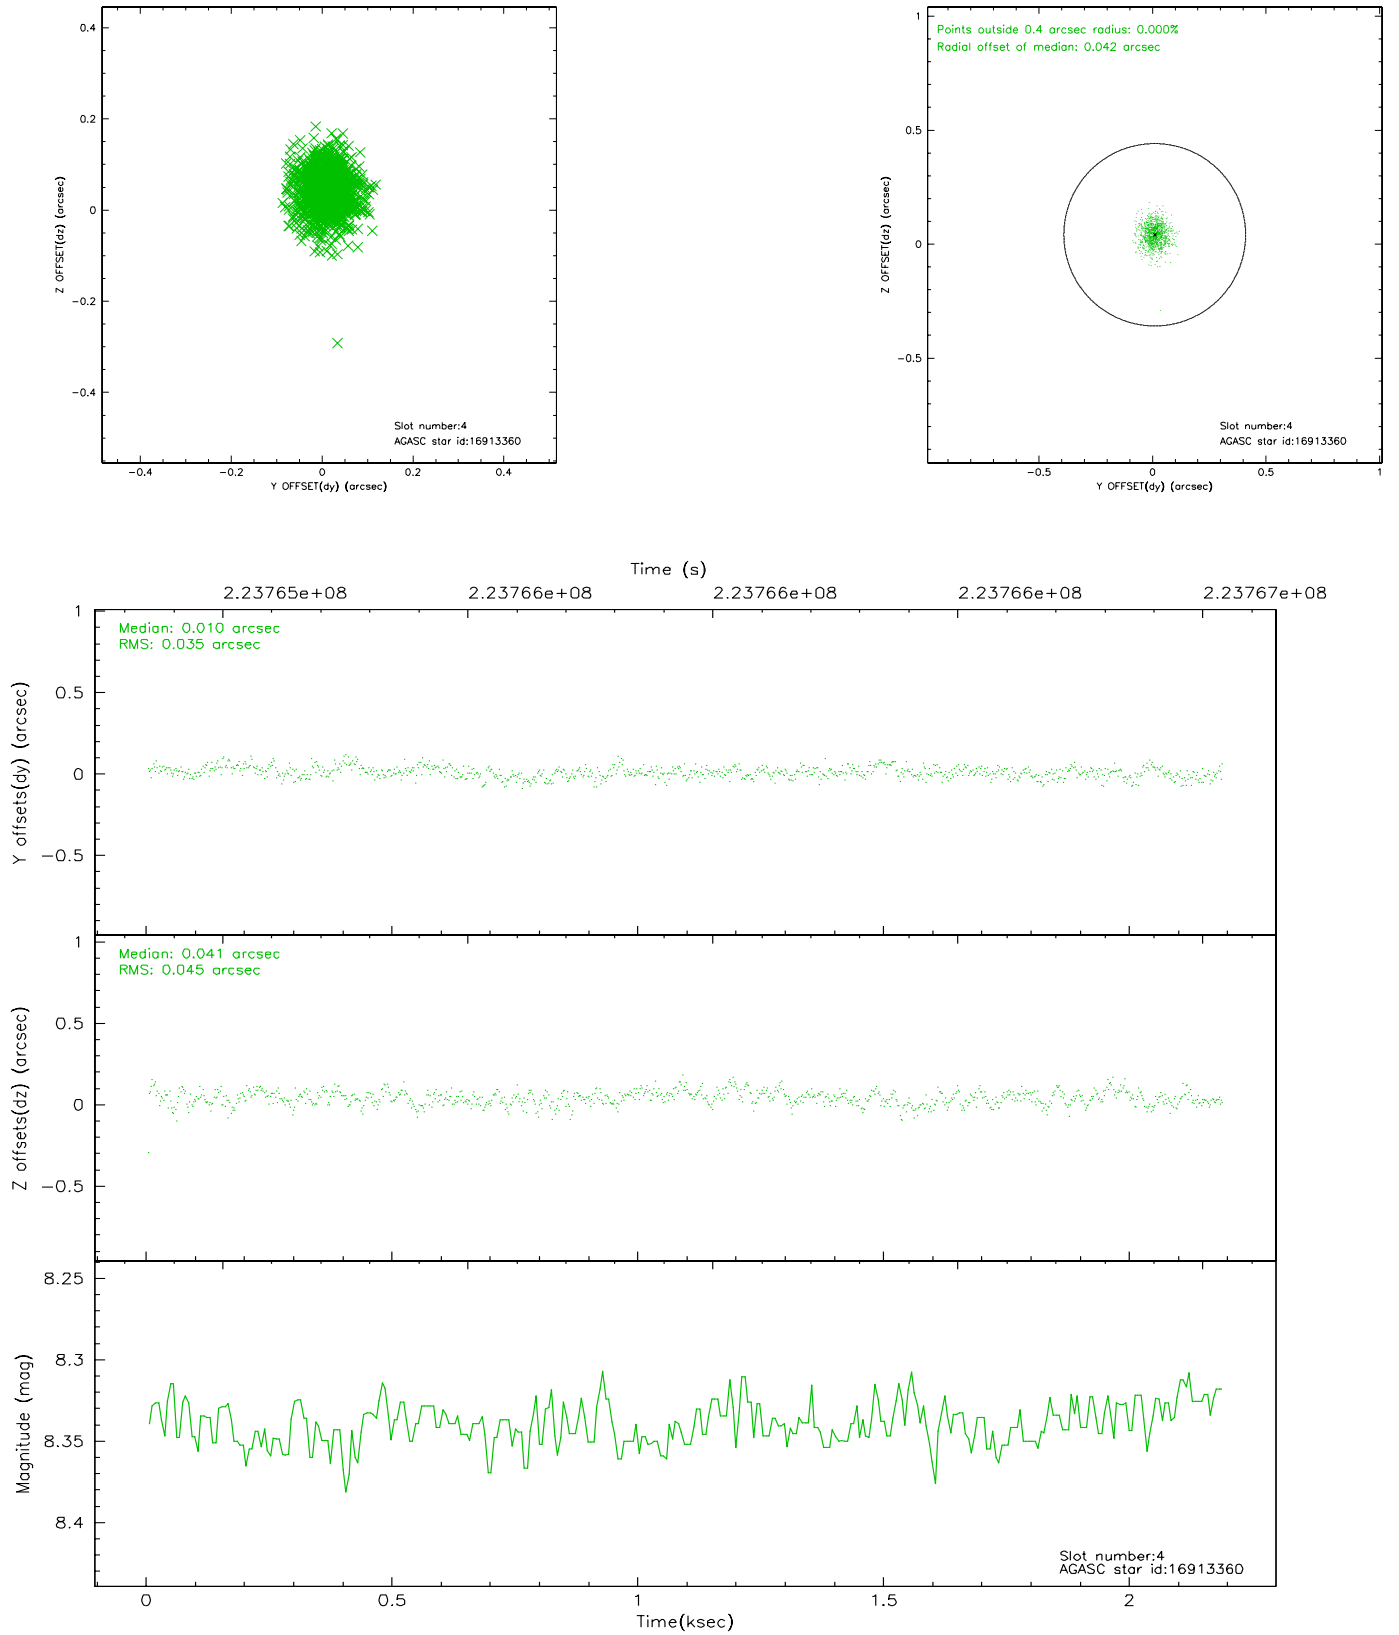 0.4
0.2
0
−0.2
−0.4
Z OFFSET(dz) (arcsec)
Slot number:4
AGASC star id:16913360
−0.4 −0.2 0 0.2 0.4
Y OFFSET(dy) (arcsec)
Points outside 0.4 arcsec radius: 0.000%
Radial offset of median: 0.042 arcsec
1
0.5
0
−0.5
Z OFFSET(dz) (arcsec)
Slot number:4
AGASC star id:16913360
−0.5 0 0.5 1
Y OFFSET(dy) (arcsec)
Time (s)
2.23765e+08 2.23766e+08 2.23766e+08 2.23766e+08 2.23767e+08
Median: 0.010 arcsec
RMS: 0.035 arcsec
1
0.5
0
−0.5
Y offsets(dy) (arcsec)
Median: 0.041 arcsec
RMS: 0.045 arcsec
1
0.5
0
−0.5
Z offsets(dz) (arcsec)
8.25
8.3
8.35
8.4
Magnitude (mag)
Slot number:4
AGASC star id:16913360
0 0.5 1 1.5 2
Time(ksec)